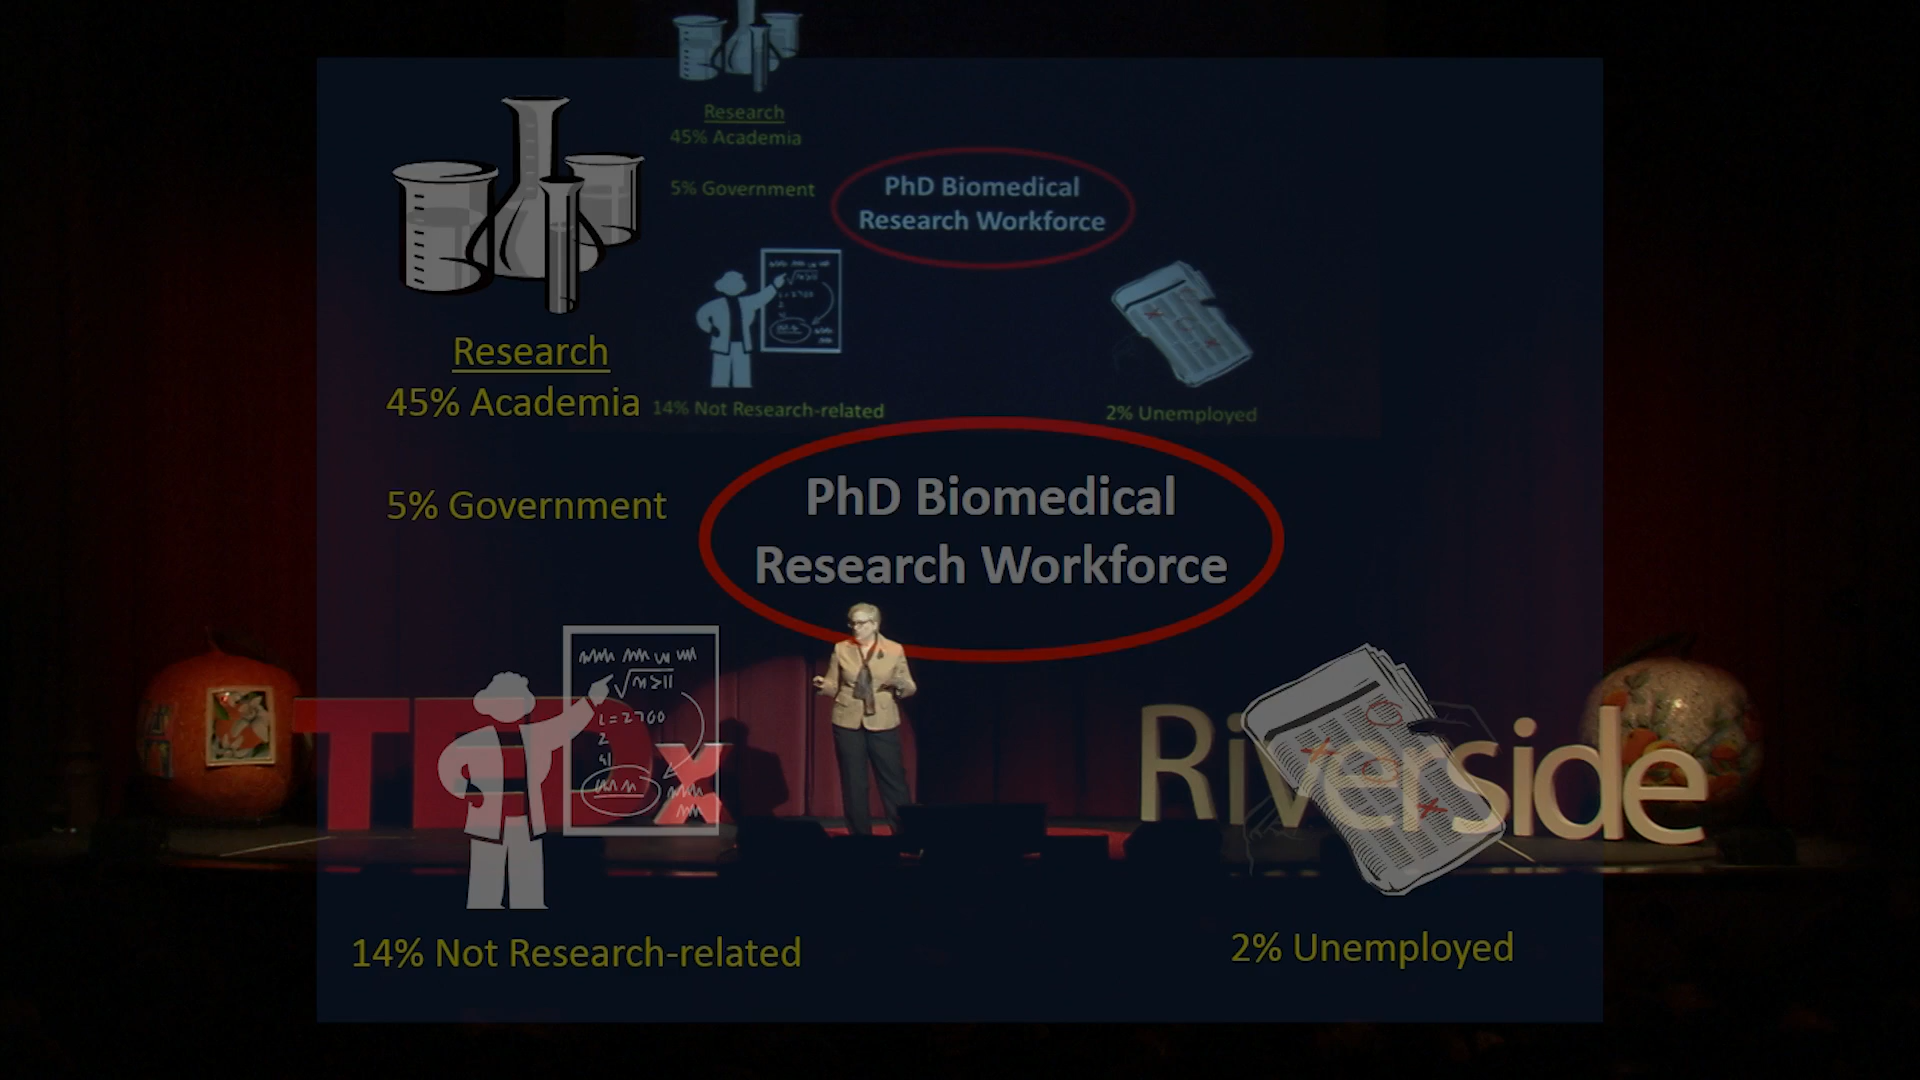 Research
45% Academia
5% Government
PhD Biomedical
Research Workforce
14% Not Research-related
2% Unemployed
Research
45% Academia
5% Government
PhD Biomedical
Research Workforce
L=2700
14% Not Research-related
2% Unemployed
TEDx
Riverside